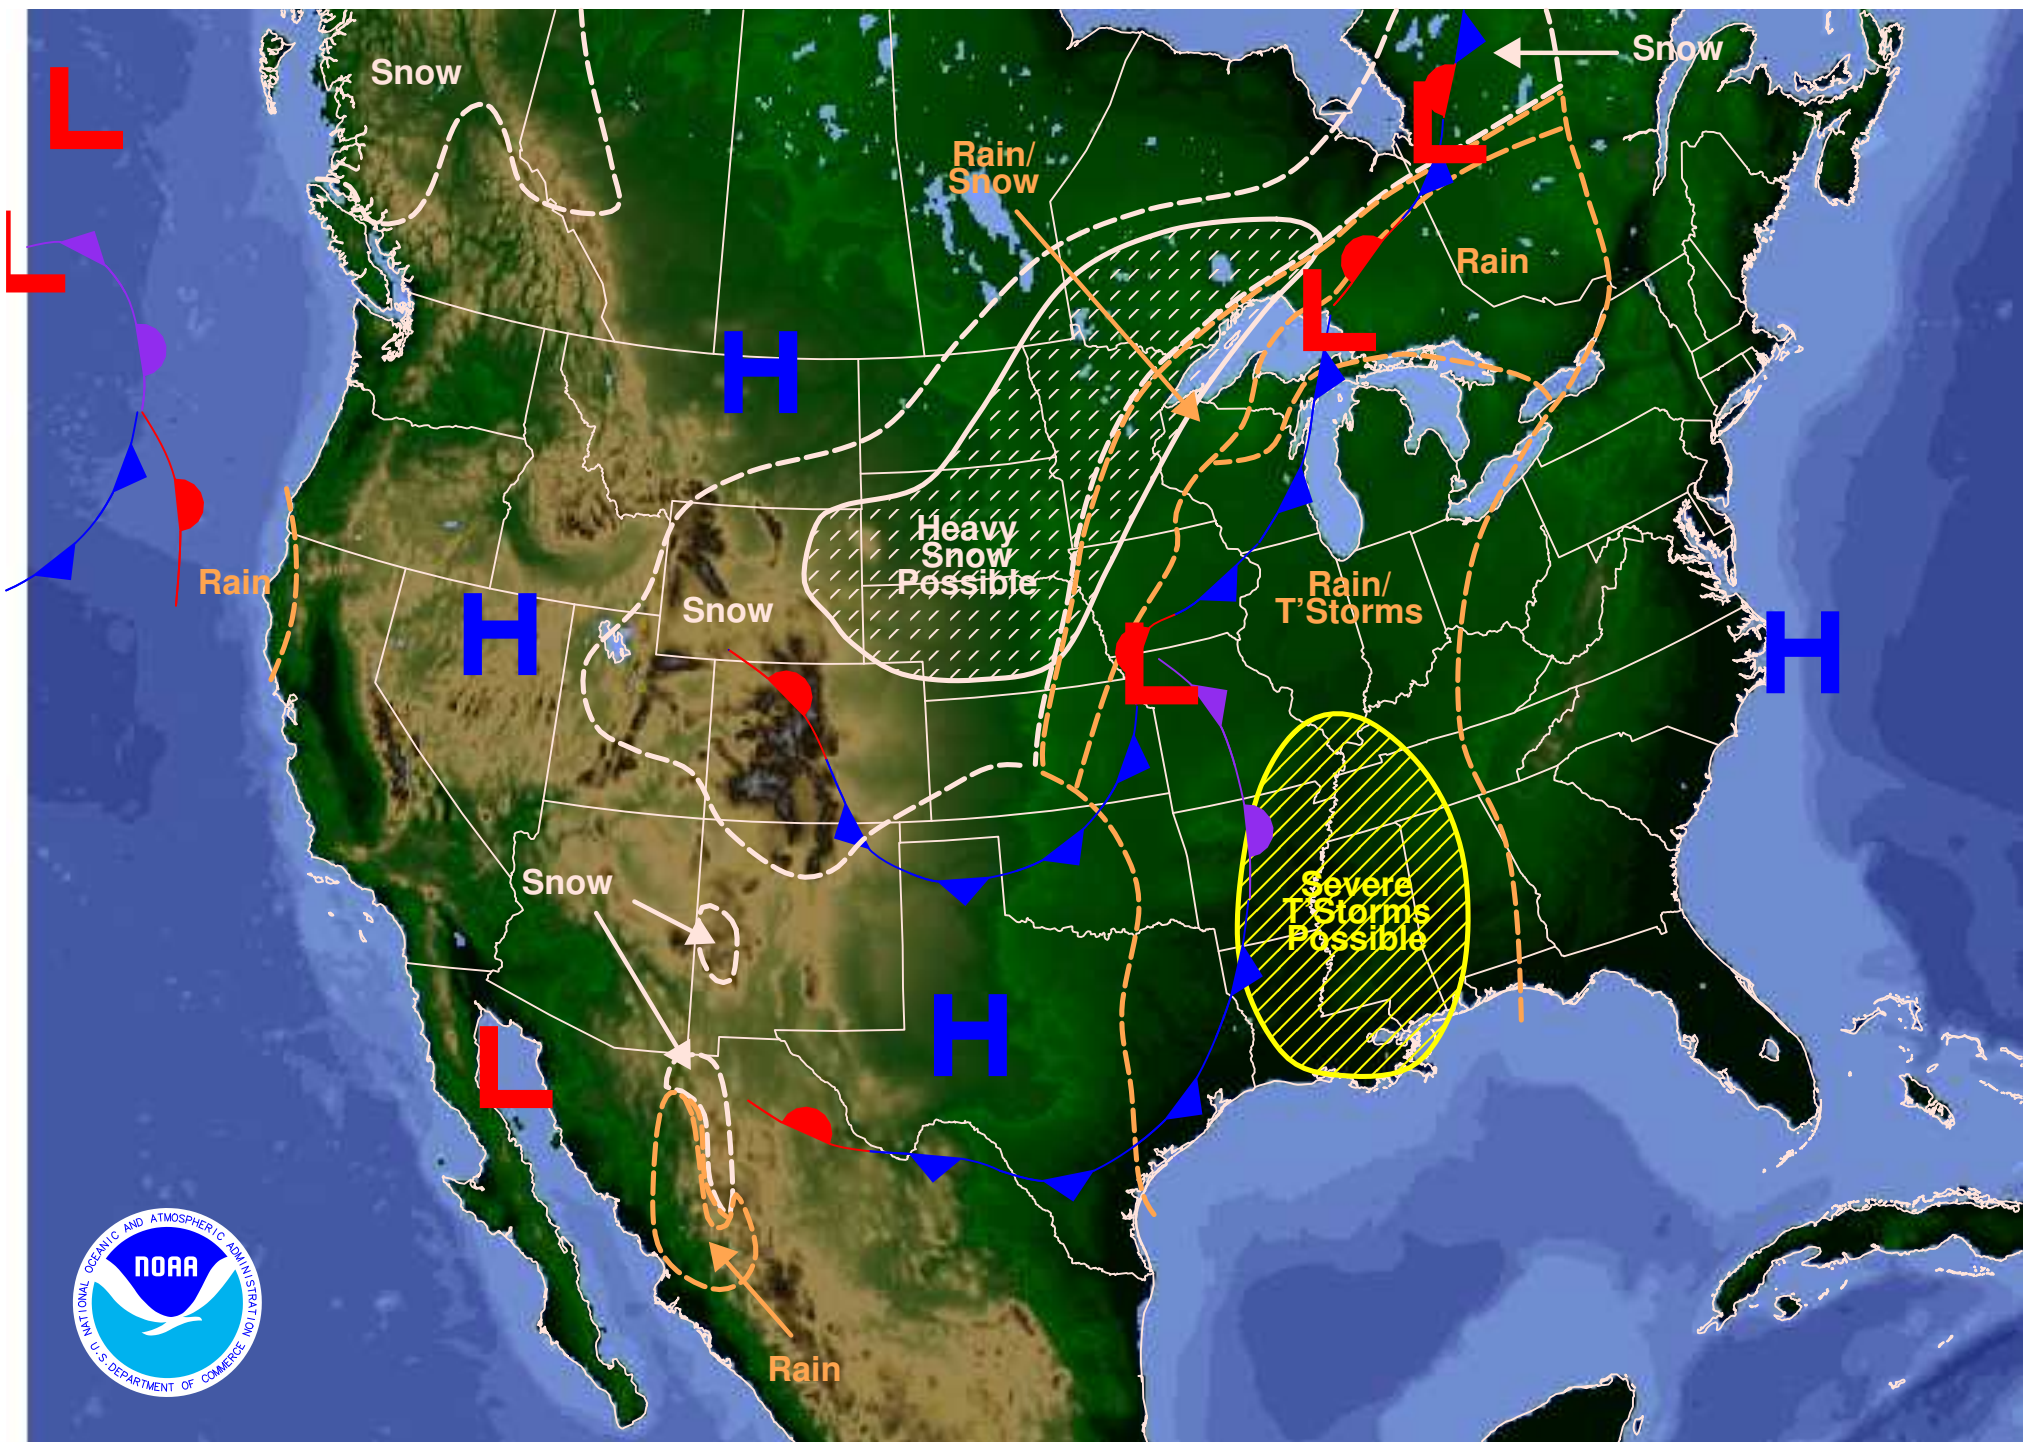 Snow
Snow
L
L
Rain/
Snow
L
Rain
L
H
L
Heavy
Snow
Possible
Rain
Snow
H
Rain/
T'Storms
H
L
Snow
Severe
T'Storms
Possible
H
L
Rain
NATIONAL OCEANIC AND ATMOSPHERIC ADMINISTRATION
NOAA
U.S. DEPARTMENT OF COMMERCE